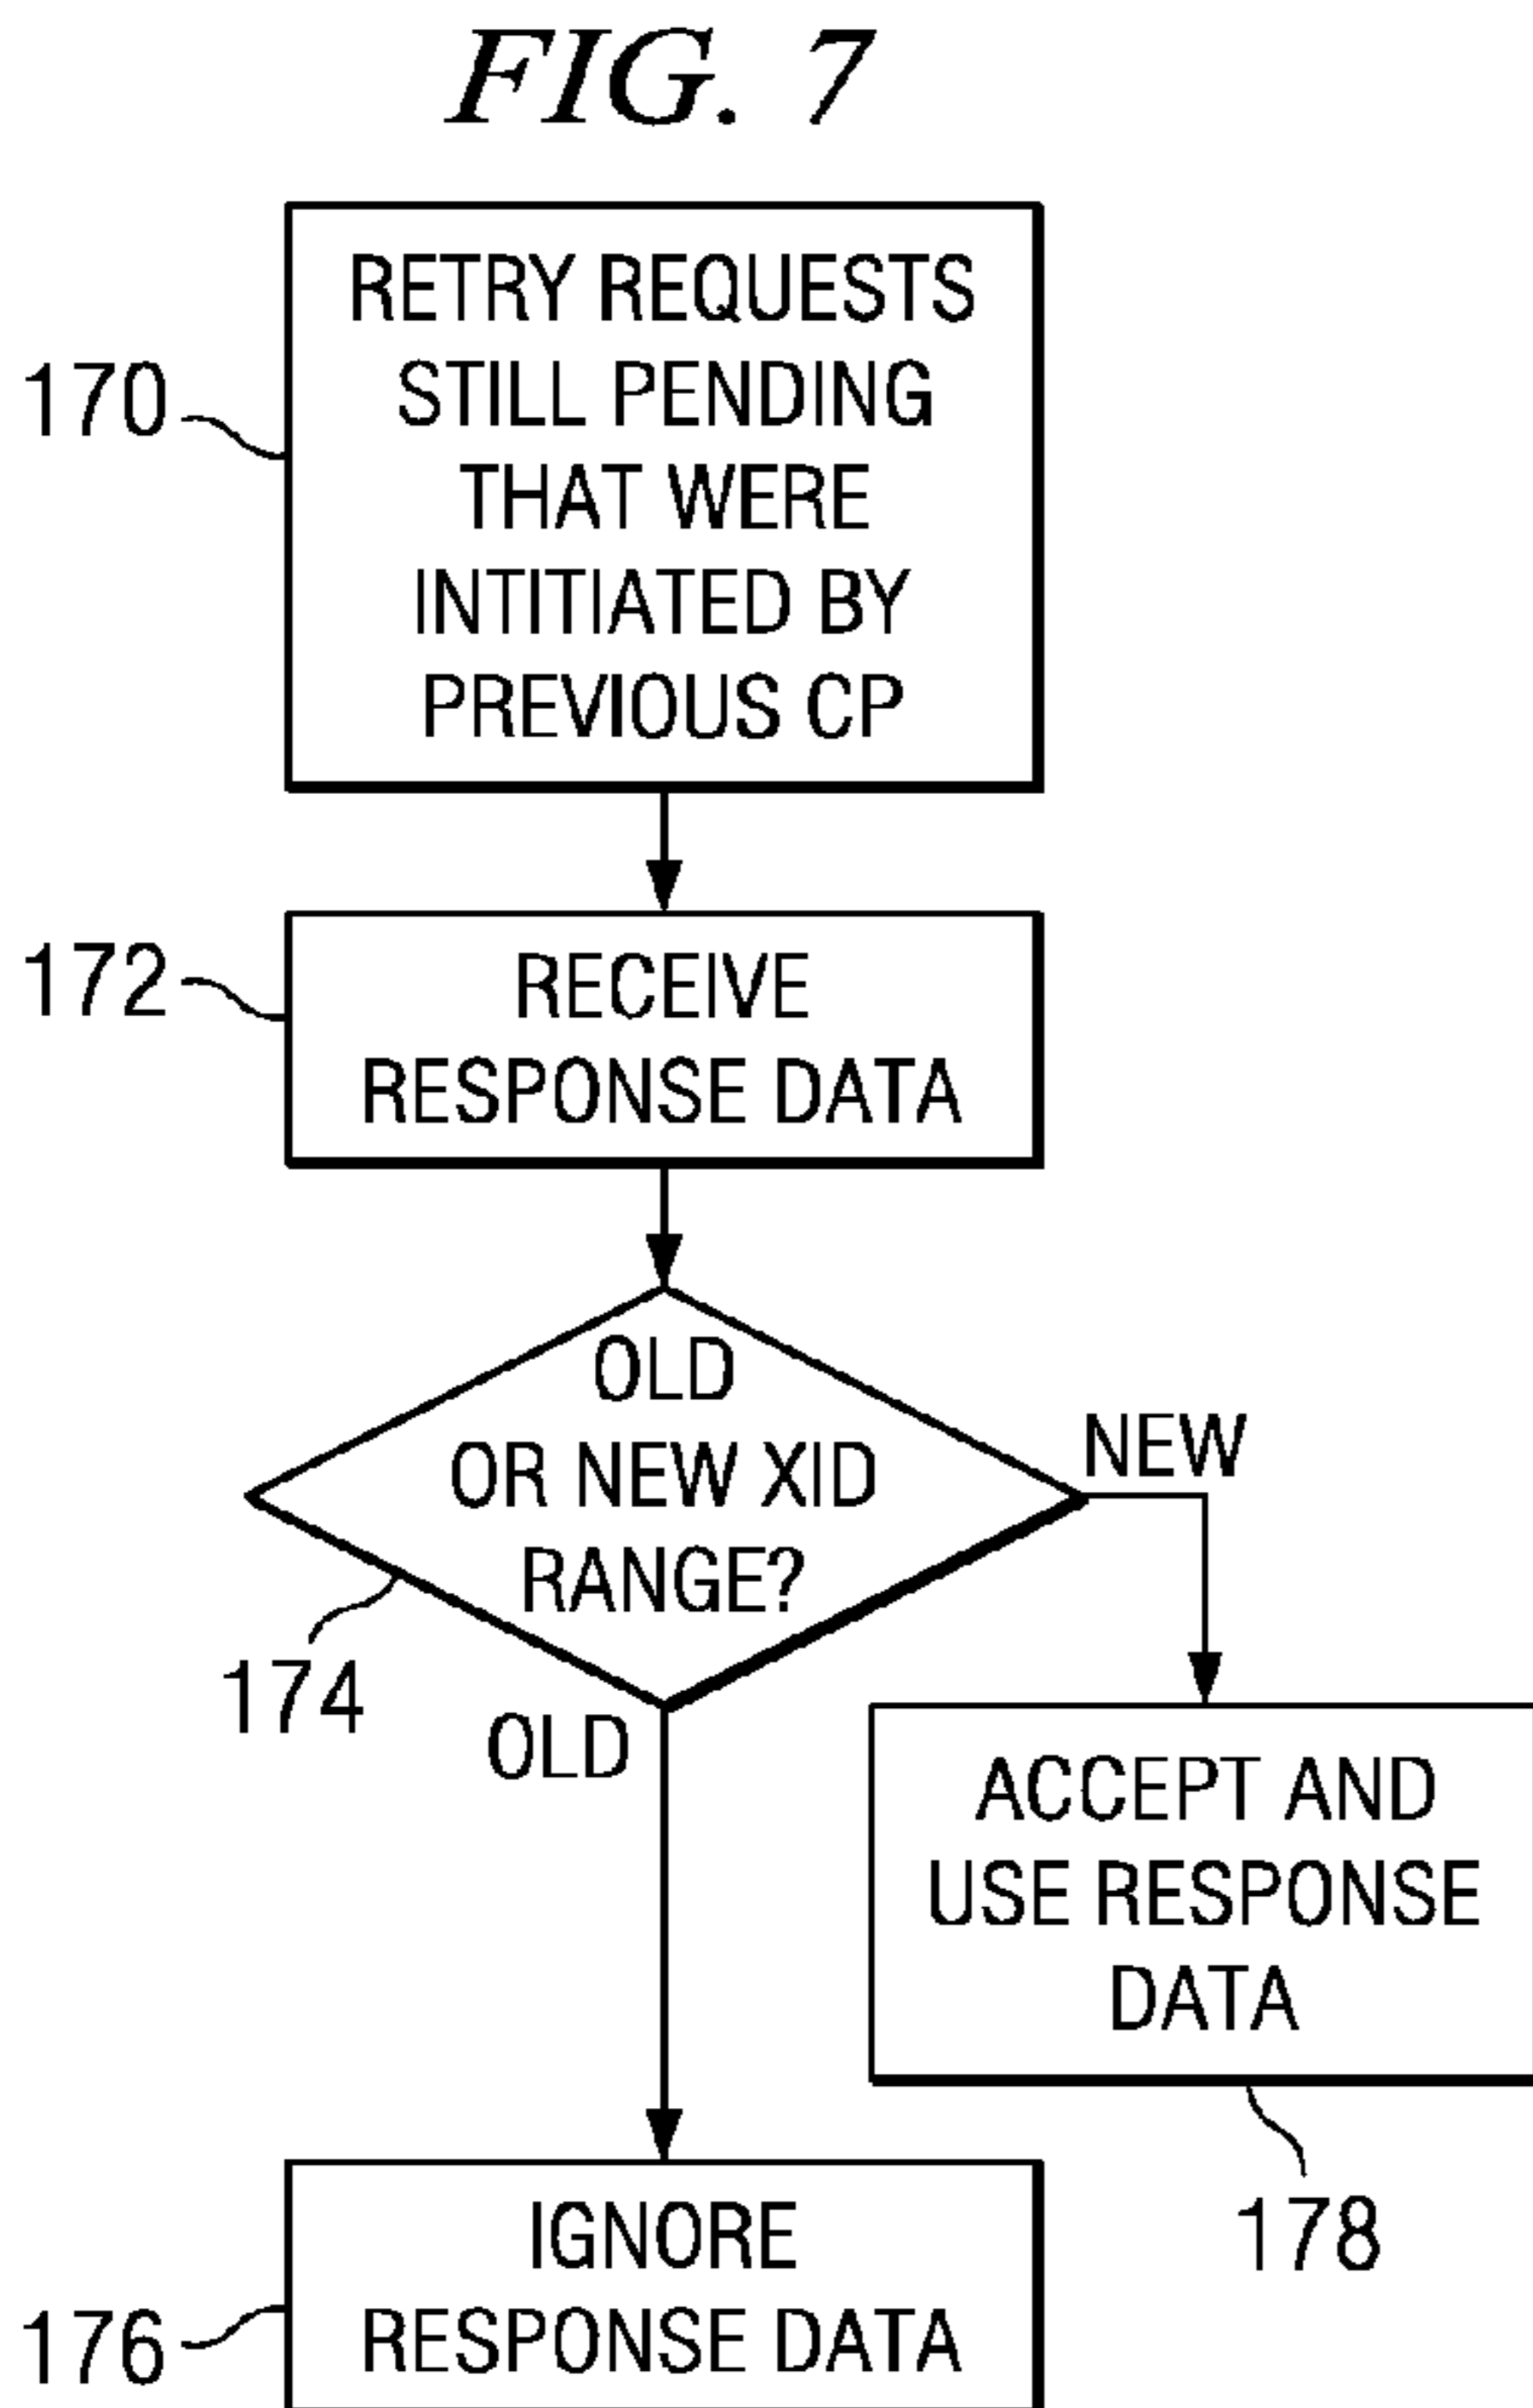 FIG. 7
RETRY REQUESTS
STILL PENDING
THAT WERE
INTITIATED BY
PREVIOUS CP
170
RECEIVE
RESPONSE DATA
172
OLD
OR NEW XID
RANGE?
NEW
174
OLD
ACCEPT AND
USE RESPONSE
DATA
178
IGNORE
RESPONSE DATA
176